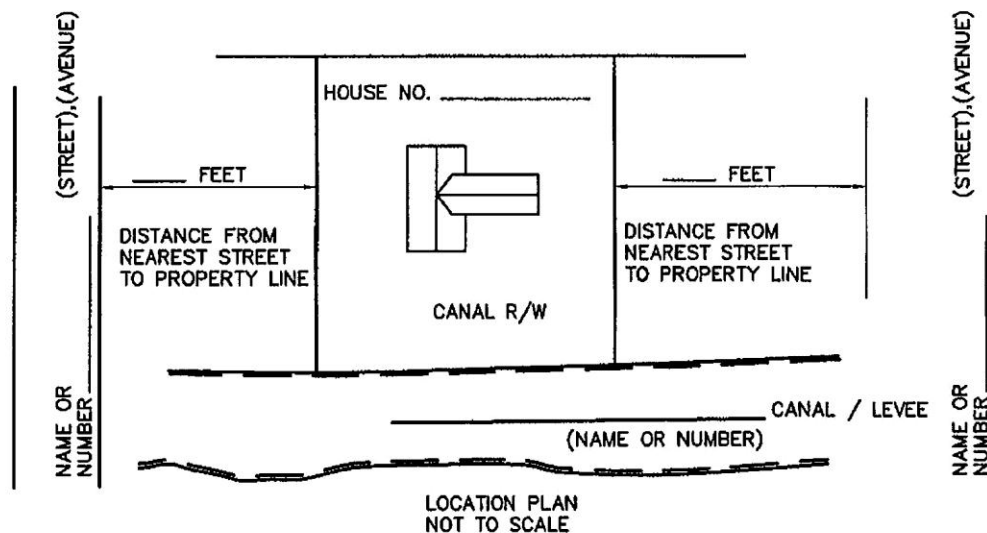 (STREET),(AVENUE)
NAME OR
NUMBER
HOUSE NO.
FEET
DISTANCE FROM
NEAREST STREET
TO PROPERTY LINE
FEET
DISTANCE FROM
NEAREST STREET
TO PROPERTY LINE
CANAL R/W
CANAL / LEVEE
(NAME OR NUMBER)
(STREET),(AVENUE)
NAME OR
NUMBER
LOCATION PLAN
NOT TO SCALE